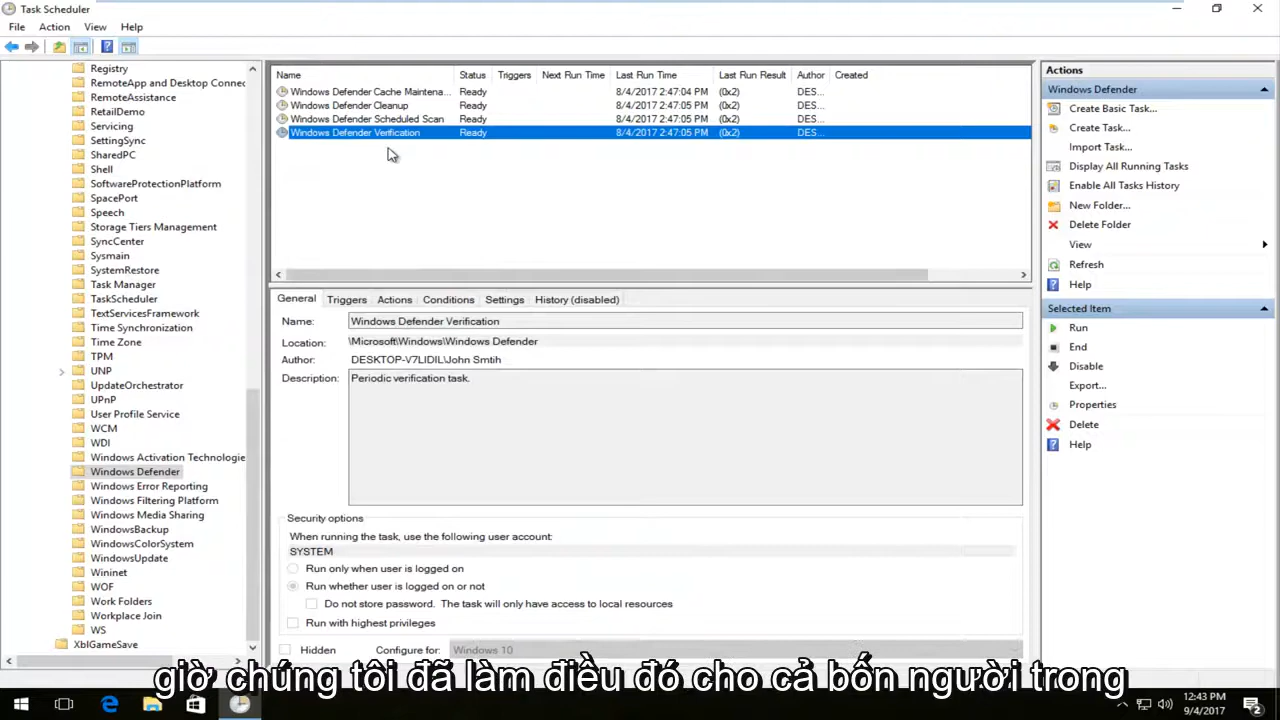 Task Scheduler
File Action View Help
Registry
RemoteApp and Desktop Connec
RemoteAssistance
RetailDemo
Servicing
SettingSync
SharedPC
Shell
SoftwareProtectionPlatform
SpacePort
Speech
Storage Tiers Management
SyncCenter
Sysmain
SystemRestore
Task Manager
TaskScheduler
TextServicesFramework
Time Synchronization
Time Zone
TPM
UNP
UpdateOrchestrator
UPnP
User Profile Service
WCM
WDI
Windows Activation Technologie
Windows Defender
Windows Error Reporting
Windows Filtering Platform
Windows Media Sharing
WindowsBackup
WindowsColorSystem
WindowsUpdate
Wininet
WOF
Work Folders
Workplace Join
WS
XblGameSave
Name Status Triggers Next Run Time Last Run Time Last Run Result Author Created
Windows Defender Cache Maintena... Ready 8/4/2017 2:47:04 PM (0x2) DES...
Windows Defender Cleanup Ready 8/4/2017 2:47:05 PM (0x2) DES...
Windows Defender Scheduled Scan Ready 8/4/2017 2:47:05 PM (0x2) DES...
Windows Defender Verification Ready 8/4/2017 2:47:05 PM (0x2) DES...
General Triggers Actions Conditions Settings History (disabled)
Name: Windows Defender Verification
Location: \Microsoft\Windows\Windows Defender
Author: DESKTOP-V7LIDIL\John Smtih
Description: Periodic verification task.
Security options
When running the task, use the following user account:
SYSTEM
Run only when user is logged on
Run whether user is logged on or not
Do not store password. The task will only have access to local resources
Run with highest privileges
Hidden Configure for: Windows 10
Actions
Windows Defender
Create Basic Task...
Create Task...
Import Task...
Display All Running Tasks
Enable All Tasks History
New Folder...
Delete Folder
View
Refresh
Help
Selected Item
Run
End
Disable
Export...
Properties
Delete
Help
giờ chúng tôi đã làm điều đó cho cả bốn người trong
12:43 PM
9/4/2017
2